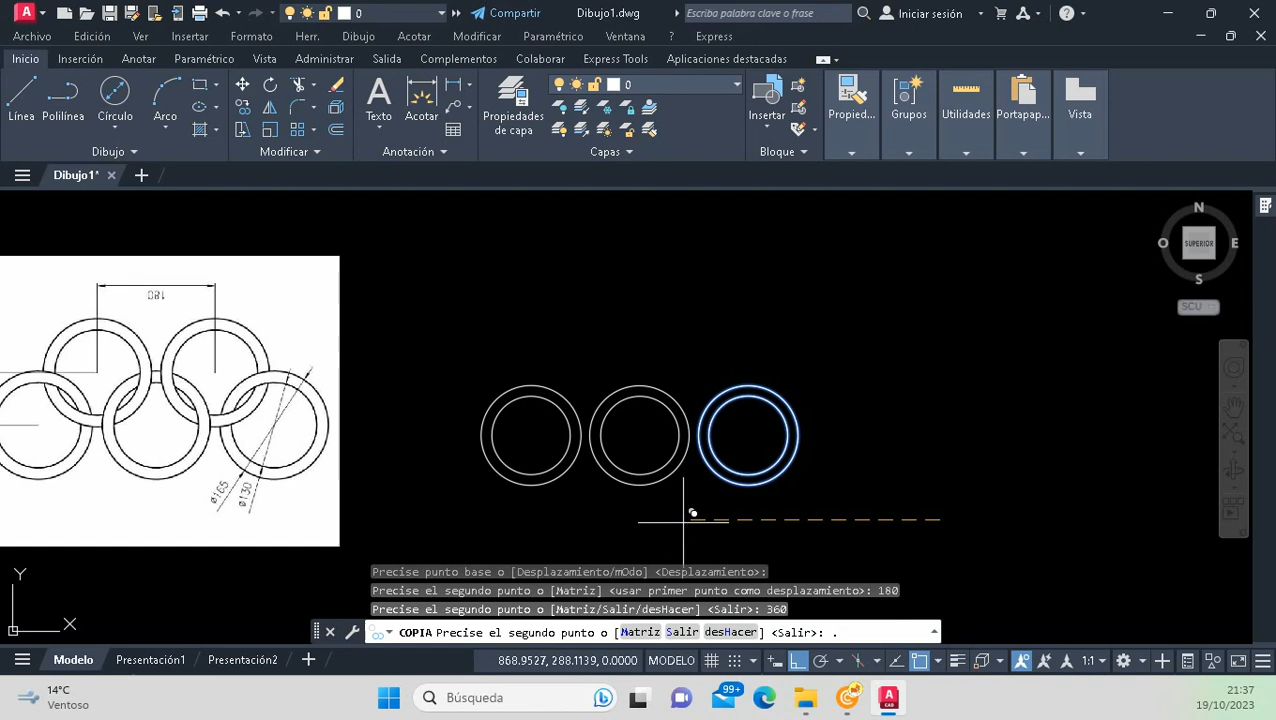 CAD
0
Compartir
Dibujo1.dwg
Escriba palabra clave o frase
Iniciar sesión
Archivo Edición Ver Insertar Formato Herr. Dibujo Acotar Modificar Paramétrico Ventana ? Express
Inicio Inserción Anotar Paramétrico Vista Administrar Salida Complementos Colaborar Express Tools Aplicaciones destacadas
0
Línea Polilínea Círculo Arco Texto Acotar Propiedades de capa Insertar Propied... Grupos Utilidades Portapap... Vista
Dibujo Modificar Anotación Capas Bloque
Dibujo1*
N
O SUPERIOR E
S
SCU
180
ø165
ø130
Y
X
Precise punto base o [Desplazamiento/mOdo] <Desplazamiento>:
Precise el segundo punto o [Matriz] <usar primer punto como desplazamiento>: 180
Precise el segundo punto o [Matriz/Salir/desHacer] <Salir>: 360
COPIA Precise el segundo punto o [Matriz Salir desHacer] <Salir>: .
Modelo Presentación1 Presentación2 868.9527, 288.1139, 0.0000 MODELO 1:1
14°C
Ventoso
Búsqueda
99+
CAD
21:37
19/10/2023